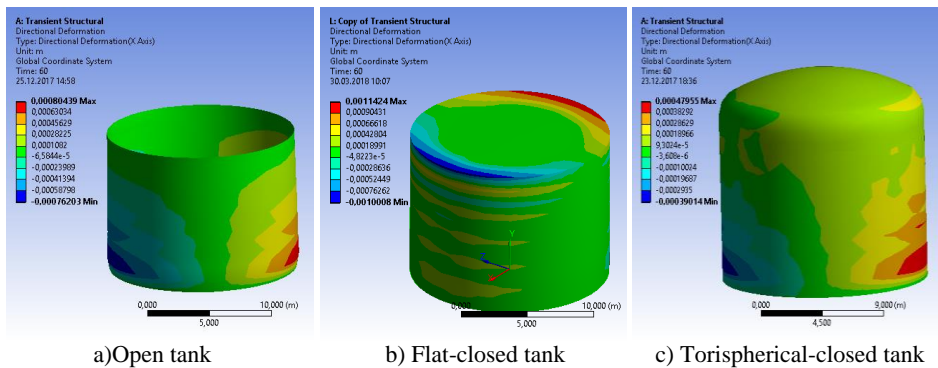 A: Transient Structural
Directional Deformation
Type: Directional Deformation(X Axis)
Unit: m
Global Coordinate System
Time: 60
25.12.2017 14:58
0,00080439 Max
0,00063034
0,00045629
0,00028225
0,0001082
-6,5844e-5
-0,00023989
-0,00041394
-0,00058798
-0,00076203 Min
0,000
10,000 (m)
5,000
a)Open tank
L: Copy of Transient Structural
Directional Deformation
Type: Directional Deformation(X Axis)
Unit: m
Global Coordinate System
Time: 60
30.03.2018 10:07
0,0011424 Max
0,00090431
0,00066618
0,00042804
0,00018991
-4,8223e-5
-0,00028636
-0,00052449
-0,00076262
-0,0010008 Min
Y
0,000
10,000 (m)
5,000
b) Flat-closed tank
A: Transient Structural
Directional Deformation
Type: Directional Deformation(X Axis)
Unit: m
Global Coordinate System
Time: 60
23.12.2017 18:36
0,00047955 Max
0,00038292
0,00028629
0,00018966
9,3024e-5
-3,608e-6
-0,00010024
-0,00019687
-0,0002935
-0,00039014 Min
0,000
9,000 (m)
4,500
c) Torispherical-closed tank